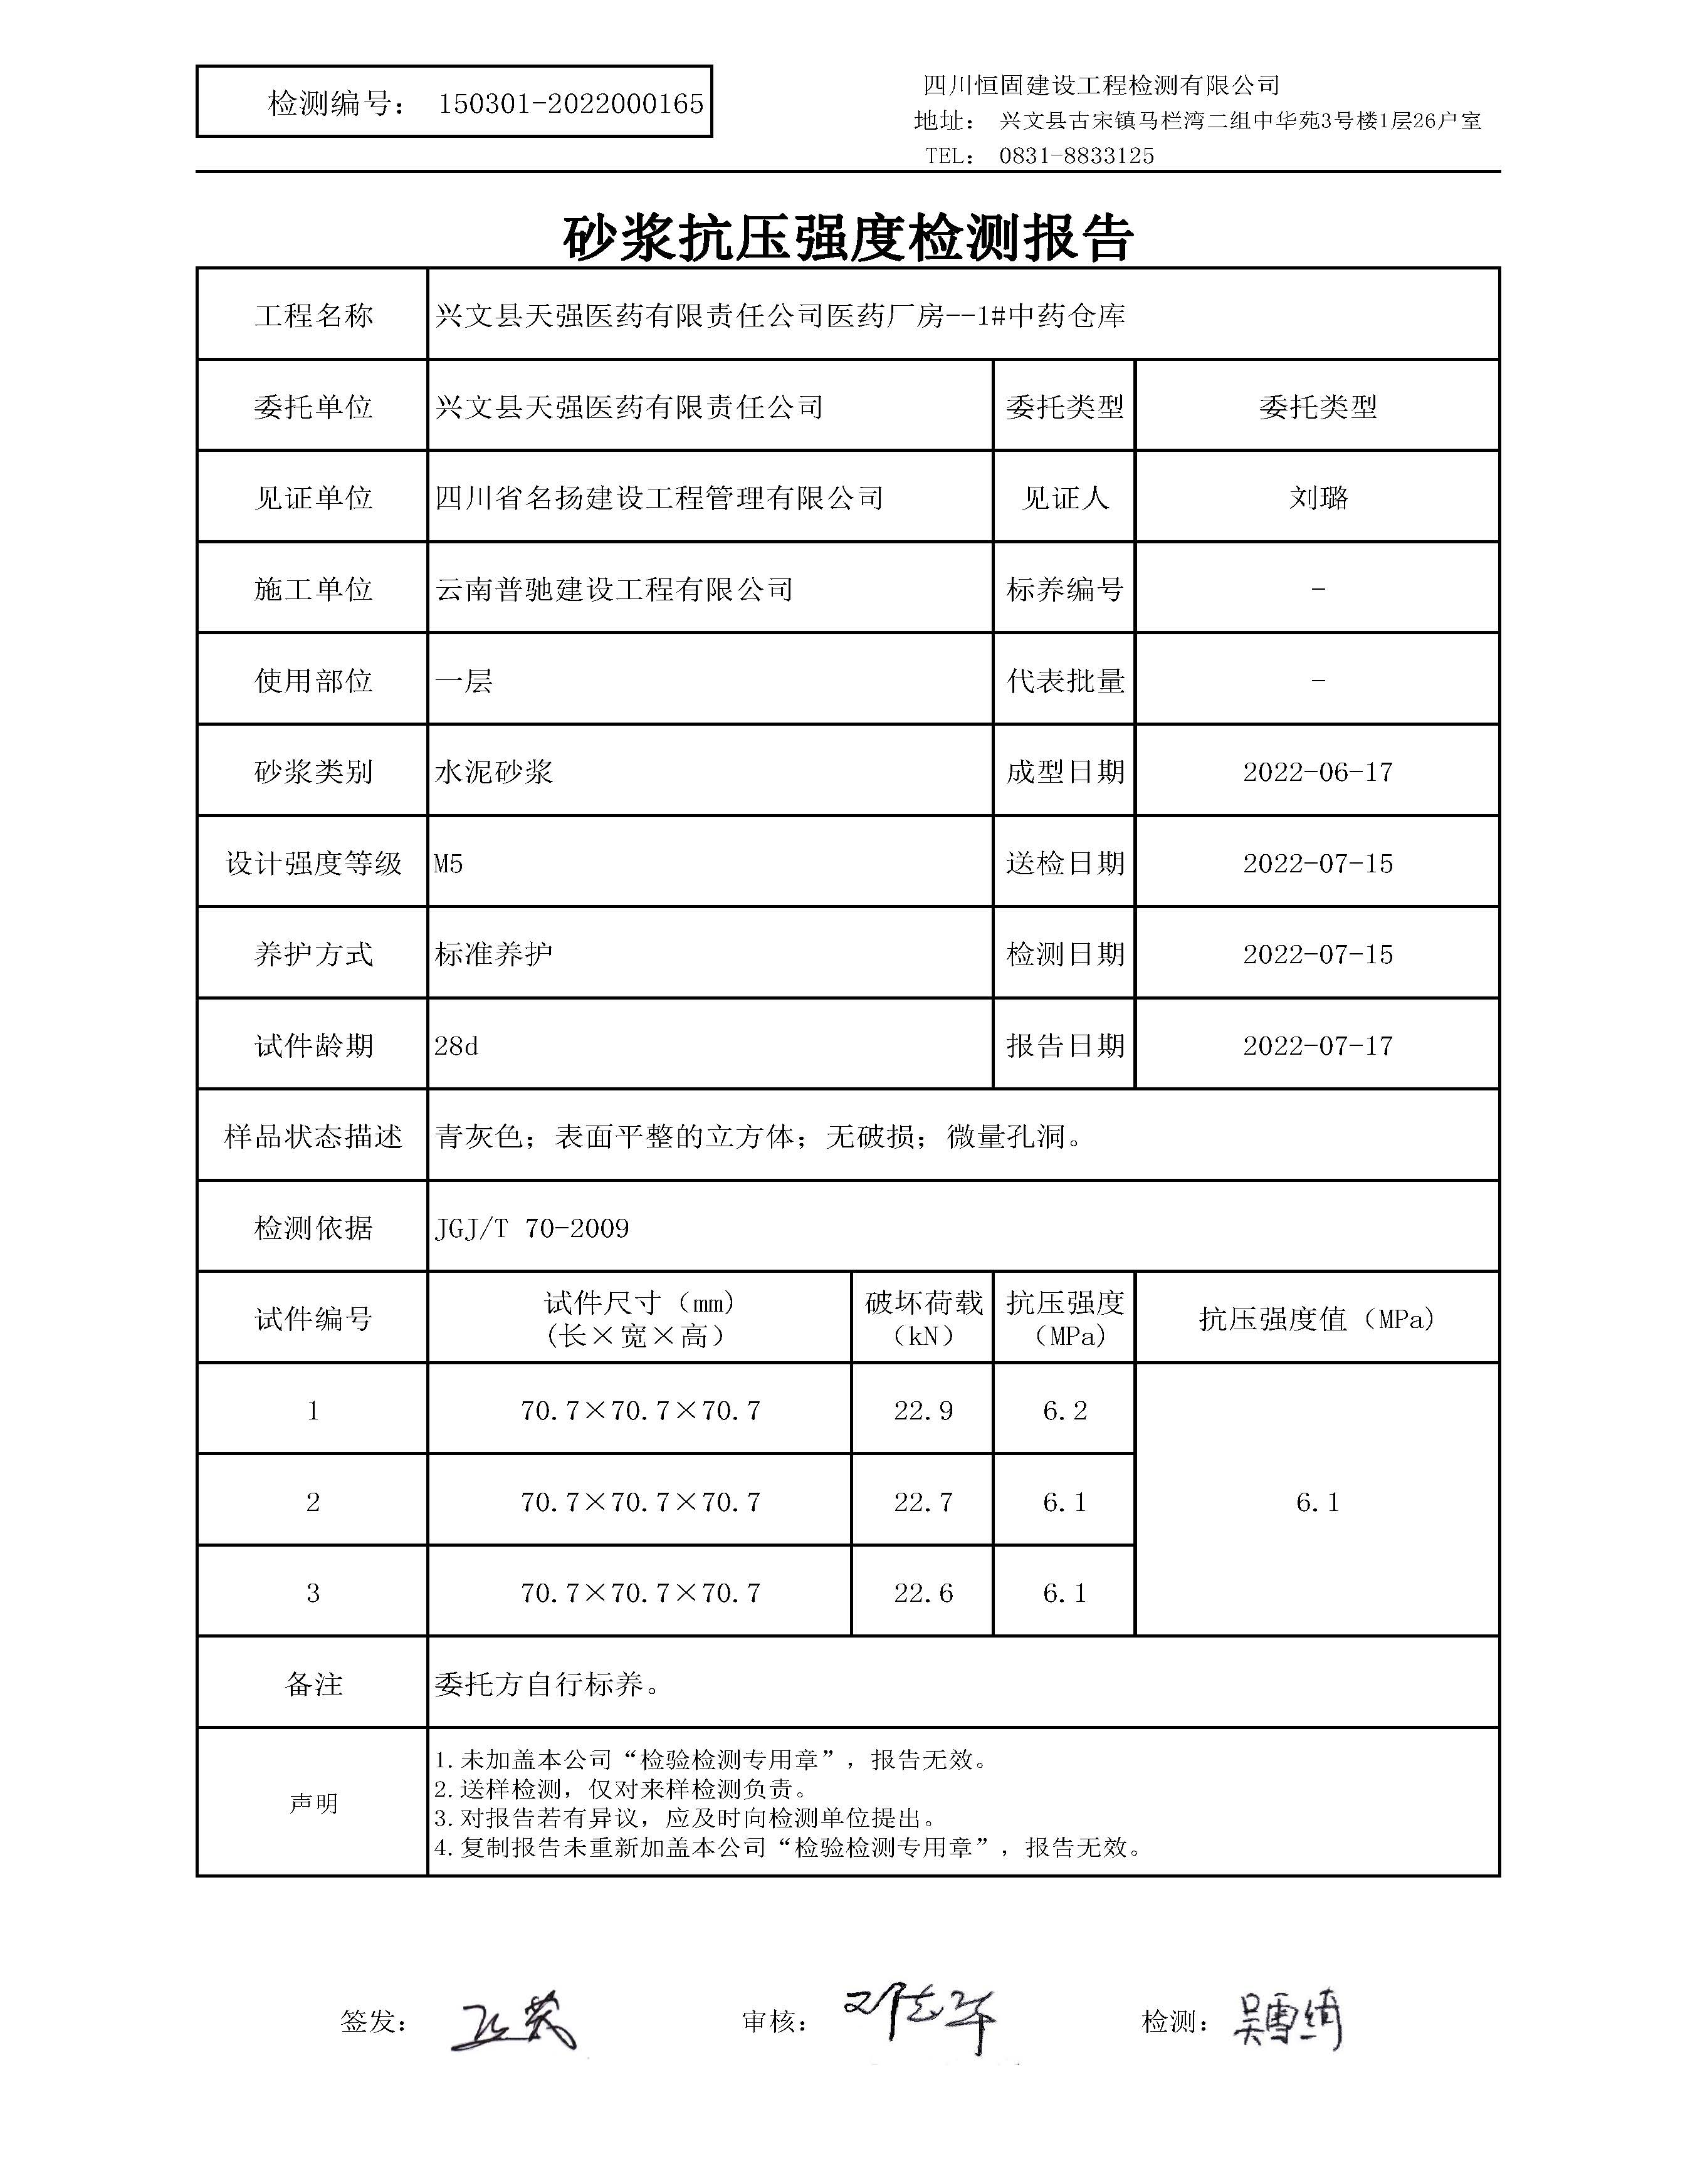 检测编号： 150301-2022000165
四川恒固建设工程检测有限公司
地址： 兴文县古宋镇马栏湾二组中华苑3号楼1层26户室
TEL： 0831-8833125
砂浆抗压强度检测报告
工程名称 兴文县天强医药有限责任公司医药厂房--1#中药仓库
委托单位 兴文县天强医药有限责任公司 委托类型 委托类型
见证单位 四川省名扬建设工程管理有限公司 见证人 刘璐
施工单位 云南普驰建设工程有限公司 标养编号 -
使用部位 一层 代表批量 -
砂浆类别 水泥砂浆 成型日期 2022-06-17
设计强度等级 M5 送检日期 2022-07-15
养护方式 标准养护 检测日期 2022-07-15
试件龄期 28d 报告日期 2022-07-17
样品状态描述 青灰色；表面平整的立方体；无破损；微量孔洞。
检测依据 JGJ/T 70-2009
试件编号 试件尺寸（mm） (长×宽×高） 破坏荷载 （kN） 抗压强度 （MPa） 抗压强度值（MPa）
1 70.7×70.7×70.7 22.9 6.2
2 70.7×70.7×70.7 22.7 6.1 6.1
3 70.7×70.7×70.7 22.6 6.1
备注 委托方自行标养。
声明
1.未加盖本公司“检验检测专用章”，报告无效。
2.送样检测，仅对来样检测负责。
3.对报告若有异议，应及时向检测单位提出。
4.复制报告未重新加盖本公司“检验检测专用章”，报告无效。
签发： 审核： 邓志军 检测： 吴雪绮